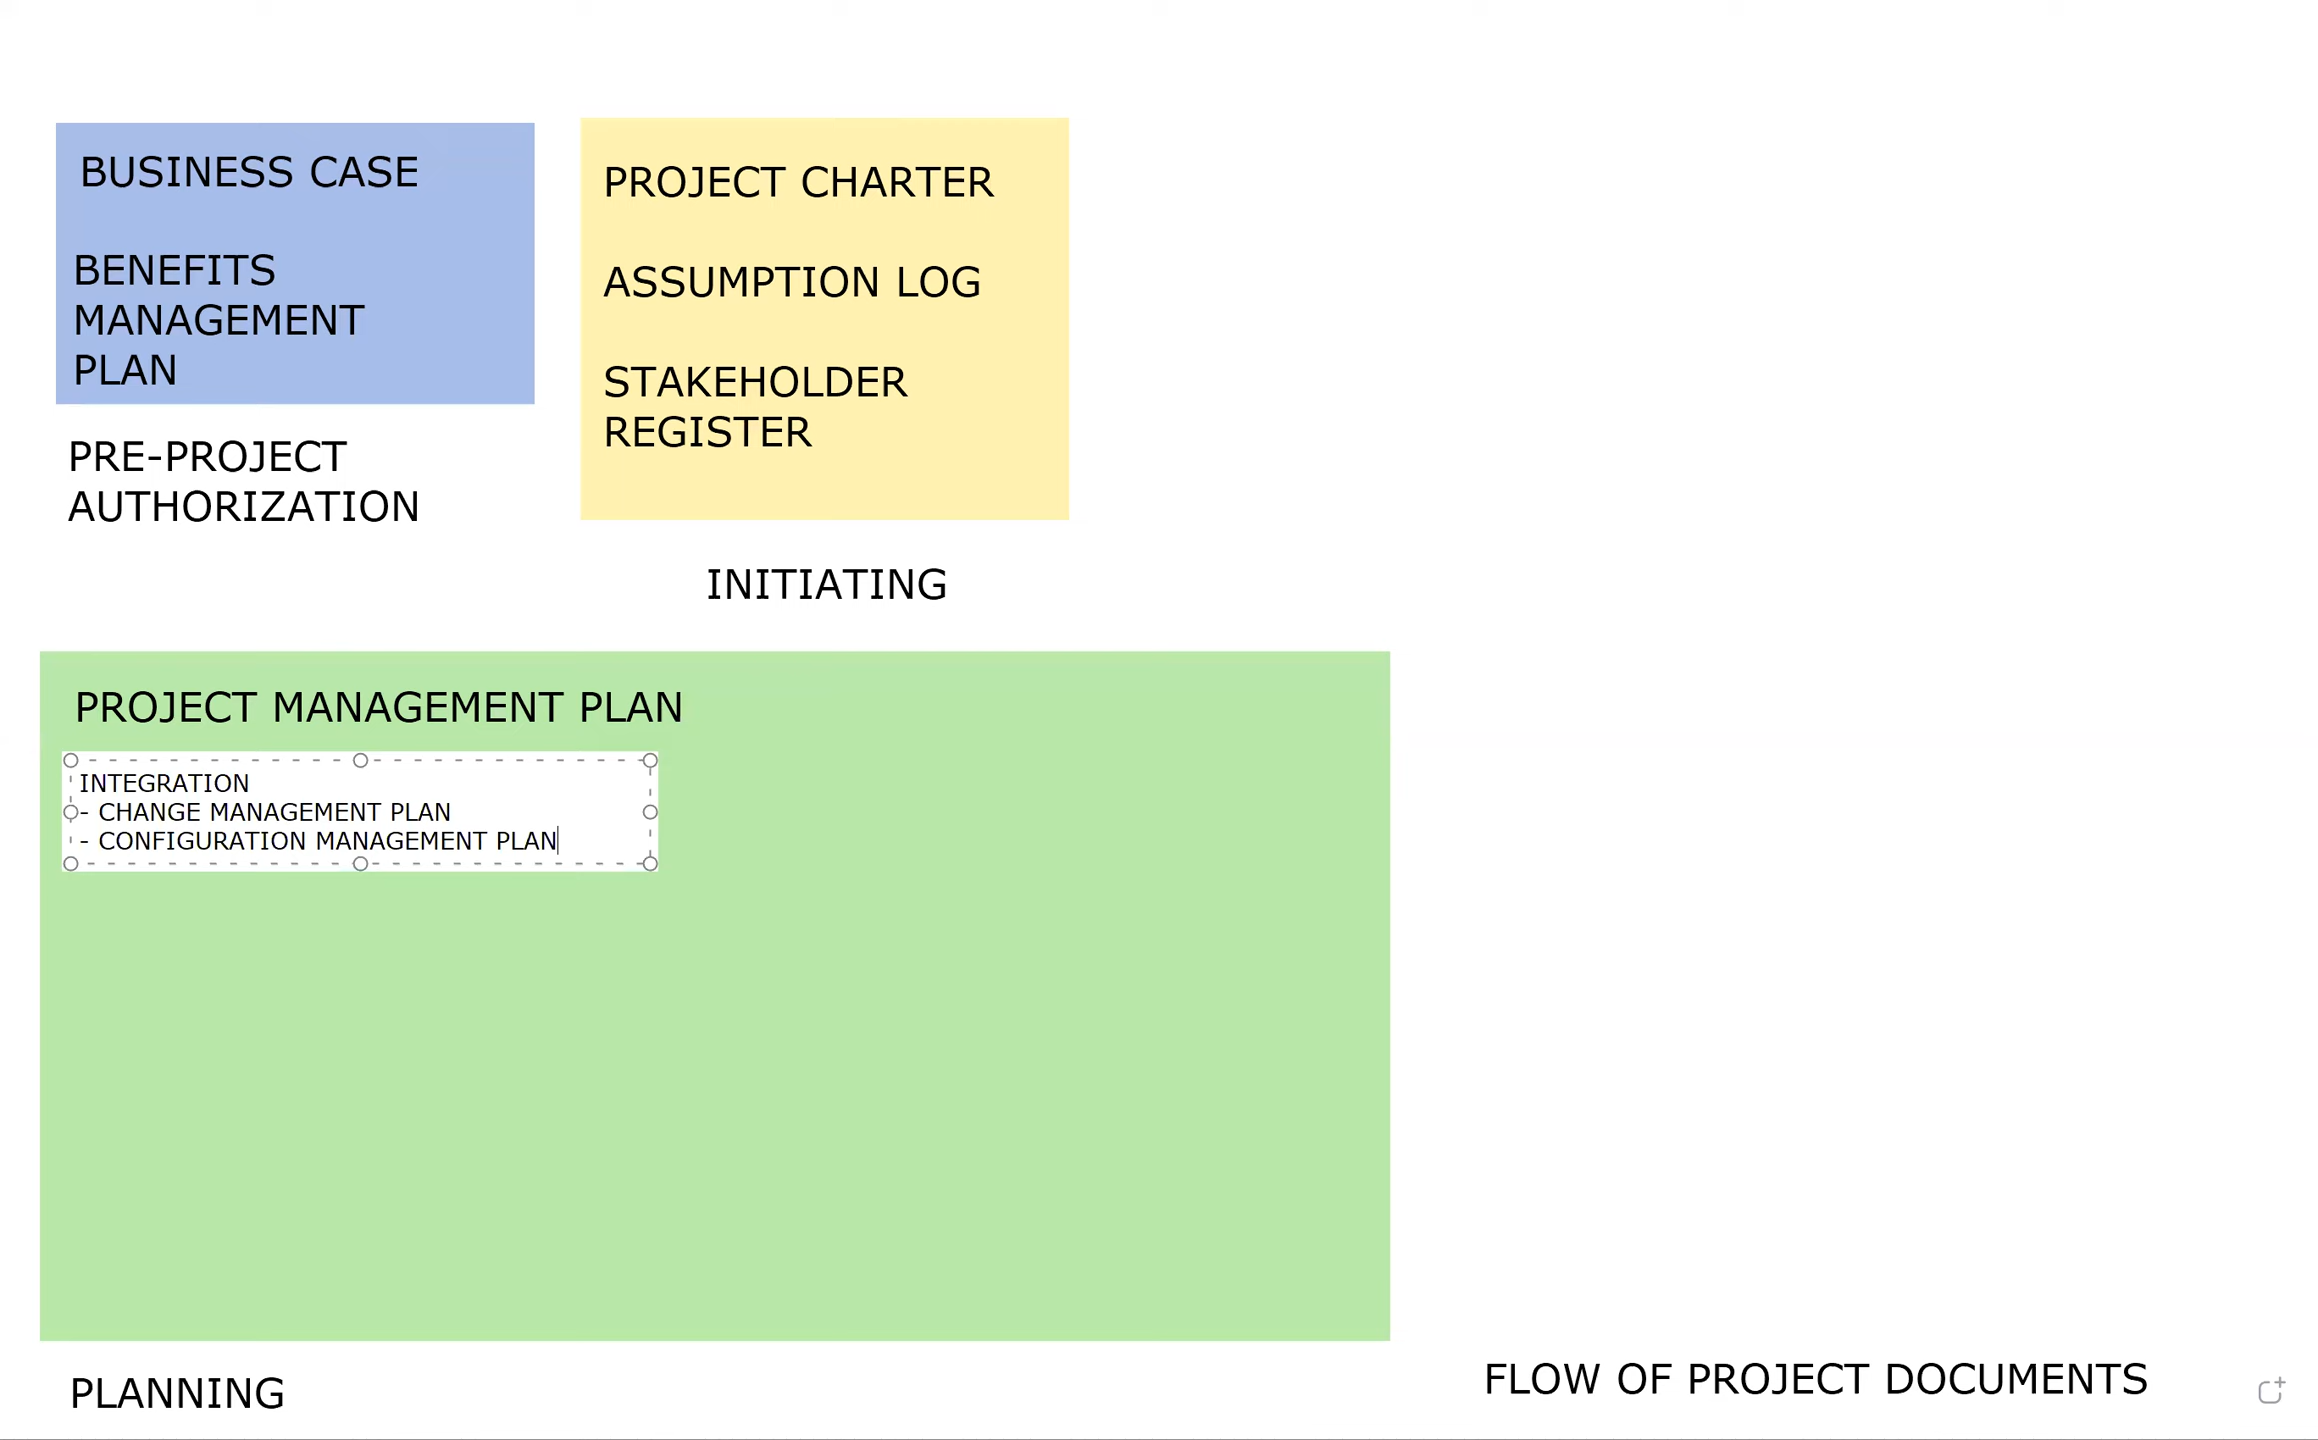 BUSINESS CASE
BENEFITS
MANAGEMENT
PLAN
PRE-PROJECT
AUTHORIZATION
PROJECT CHARTER
ASSUMPTION LOG
STAKEHOLDER
REGISTER
INITIATING
PROJECT MANAGEMENT PLAN
INTEGRATION
- CHANGE MANAGEMENT PLAN
- CONFIGURATION MANAGEMENT PLAN
PLANNING
FLOW OF PROJECT DOCUMENTS